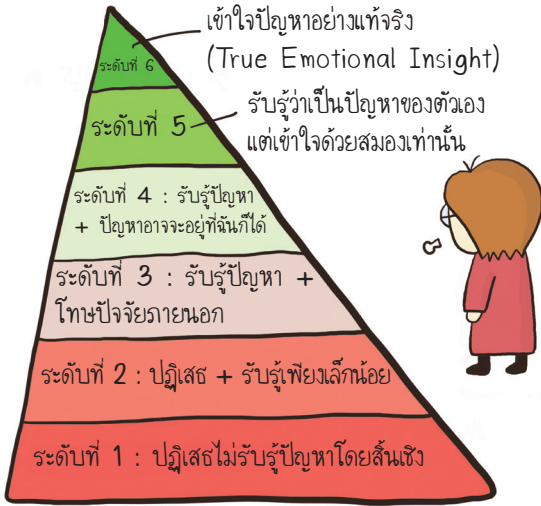 เข้าใจปัญหาอย่างแท้จริง
(True Emotional Insight)
ระดับที่ 6
รับรู้ว่าเป็นปัญหาของตัวเอง
แต่เข้าใจด้วยสมองเท่านั้น
ระดับที่ 5
ระดับที่ 4 : รับรู้ปัญหา
+ ปัญหาอาจจะอยู่ที่ฉันก็ได้
ระดับที่ 3 : รับรู้ปัญหา +
โทษปัจจัยภายนอก
ระดับที่ 2 : ปฏิเสธ + รับรู้เพียงเล็กน้อย
ระดับที่ 1 : ปฏิเสธไม่รับรู้ปัญหาโดยสิ้นเชิง